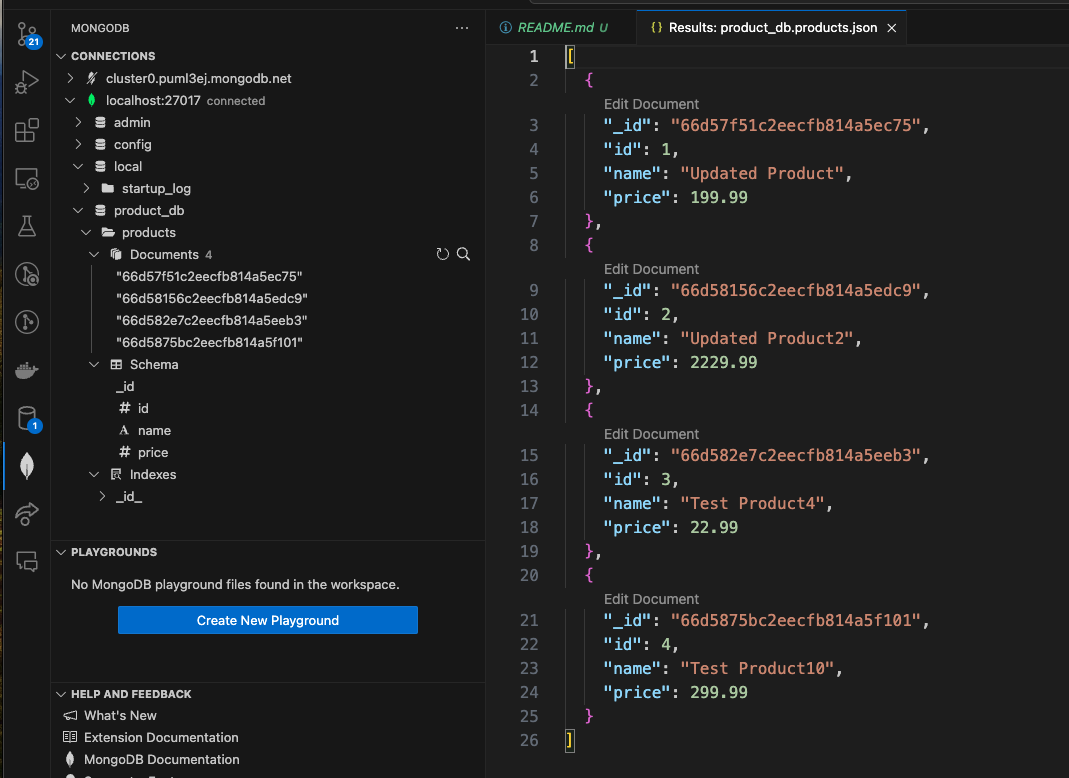 21
1
MONGODB
...
CONNECTIONS
cluster0.puml3ej.mongodb.net
localhost:27017 connected
admin
config
local
startup_log
product_db
products
Documents 4
"66d57f51c2eecfb814a5ec75"
"66d58156c2eecfb814a5edc9"
"66d582e7c2eecfb814a5eeb3"
"66d5875bc2eecfb814a5f101"
Schema
_id
# id
A name
# price
Indexes
_id_
PLAYGROUNDS
No MongoDB playground files found in the workspace.
Create New Playground
HELP AND FEEDBACK
What's New
Extension Documentation
MongoDB Documentation
README.md U
{} Results: product_db.products.json
1 [
2 {
Edit Document
3 "_id": "66d57f51c2eecfb814a5ec75",
4 "id": 1,
5 "name": "Updated Product",
6 "price": 199.99
7 },
8 {
Edit Document
9 "_id": "66d58156c2eecfb814a5edc9",
10 "id": 2,
11 "name": "Updated Product2",
12 "price": 2229.99
13 },
14 {
Edit Document
15 "_id": "66d582e7c2eecfb814a5eeb3",
16 "id": 3,
17 "name": "Test Product4",
18 "price": 22.99
19 },
20 {
Edit Document
21 "_id": "66d5875bc2eecfb814a5f101",
22 "id": 4,
23 "name": "Test Product10",
24 "price": 299.99
25 }
26 ]